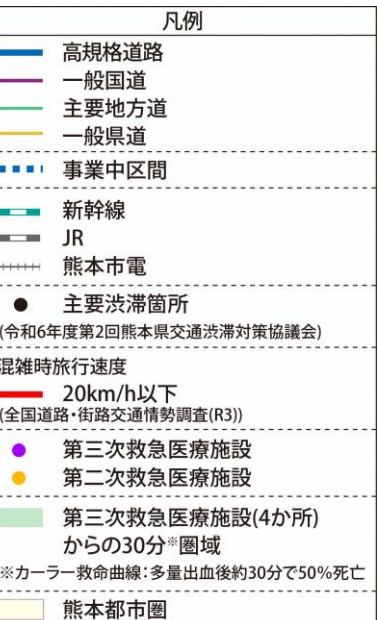 凡例
高規格道路
一般国道
主要地方道
一般県道
事業中区間
新幹線
JR
熊本市電
主要渋滞箇所
(令和6年度第2回熊本県交通渋滞対策協議会)
混雑時旅行速度
20km/h以下
(全国道路・街路交通情勢調査(R3))
第三次救急医療施設
第二次救急医療施設
第三次救急医療施設(4か所)
からの30分※圏域
※カーラー救命曲線：多量出血後約30分で50%死亡
熊本都市圏